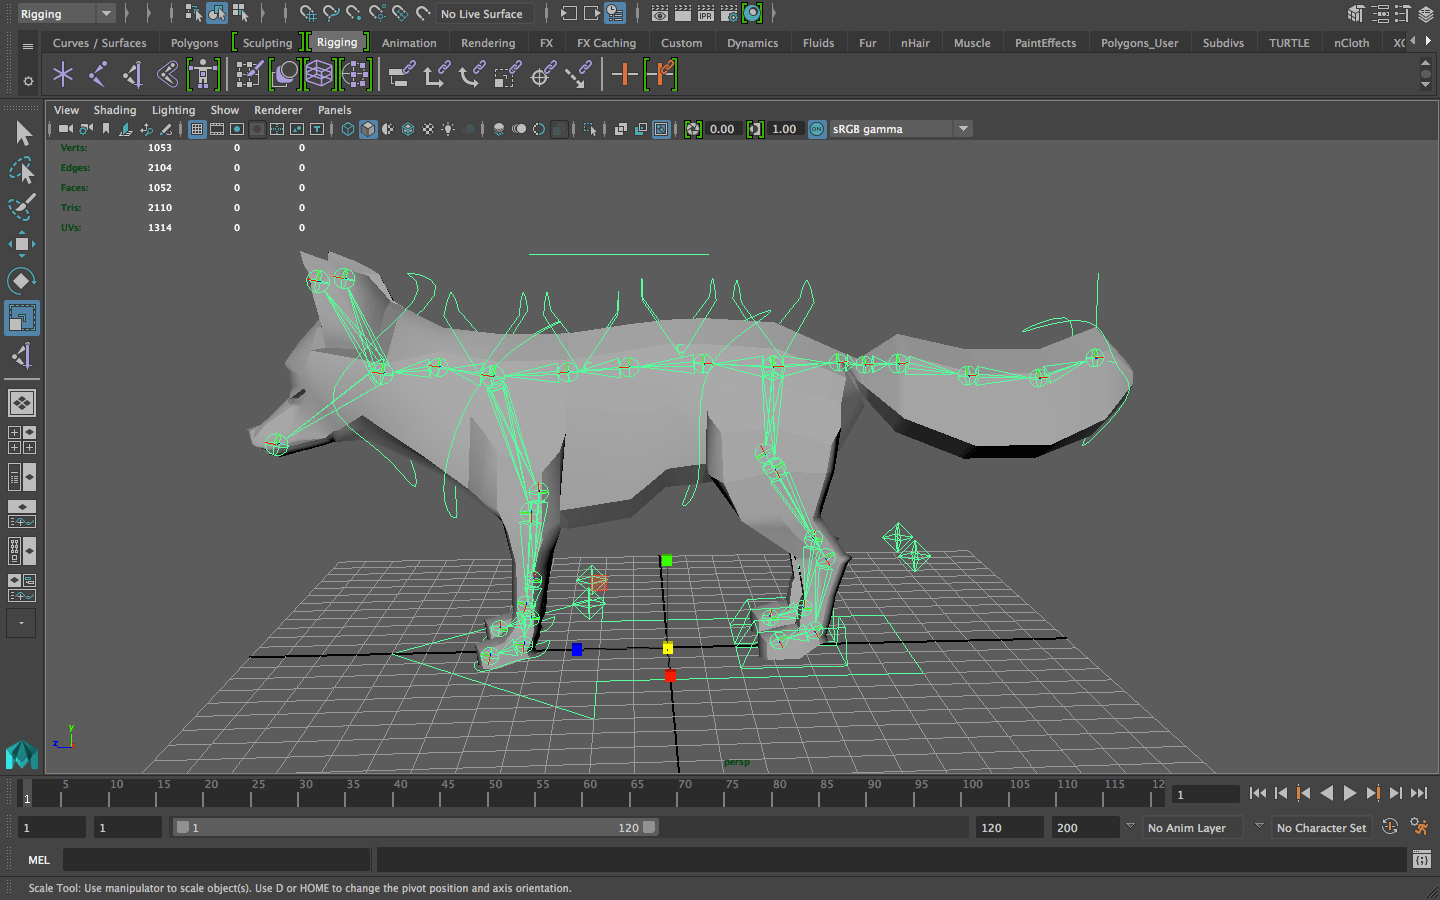 Rigging
No Live Surface
IPR
Curves / Surfaces Polygons Sculpting Rigging Animation Rendering FX FX Caching Custom Dynamics Fluids Fur nHair Muscle PaintEffects Polygons_User Subdivs TURTLE nCloth
View Shading Lighting Show Renderer Panels
0.00 1.00 ON sRGB gamma
Verts: 1053 0 0
Edges: 2104 0 0
Faces: 1052 0 0
Tris: 2110 0 0
UVs: 1314 0 0
y
z
persp
5 10 15 20 25 30 35 40 45 50 55 60 65 70 75 80 85 90 95 100 105 110 115 12
1 1
1 1 1 120 120 200 No Anim Layer No Character Set
MEL
Scale Tool: Use manipulator to scale object(s). Use D or HOME to change the pivot position and axis orientation.